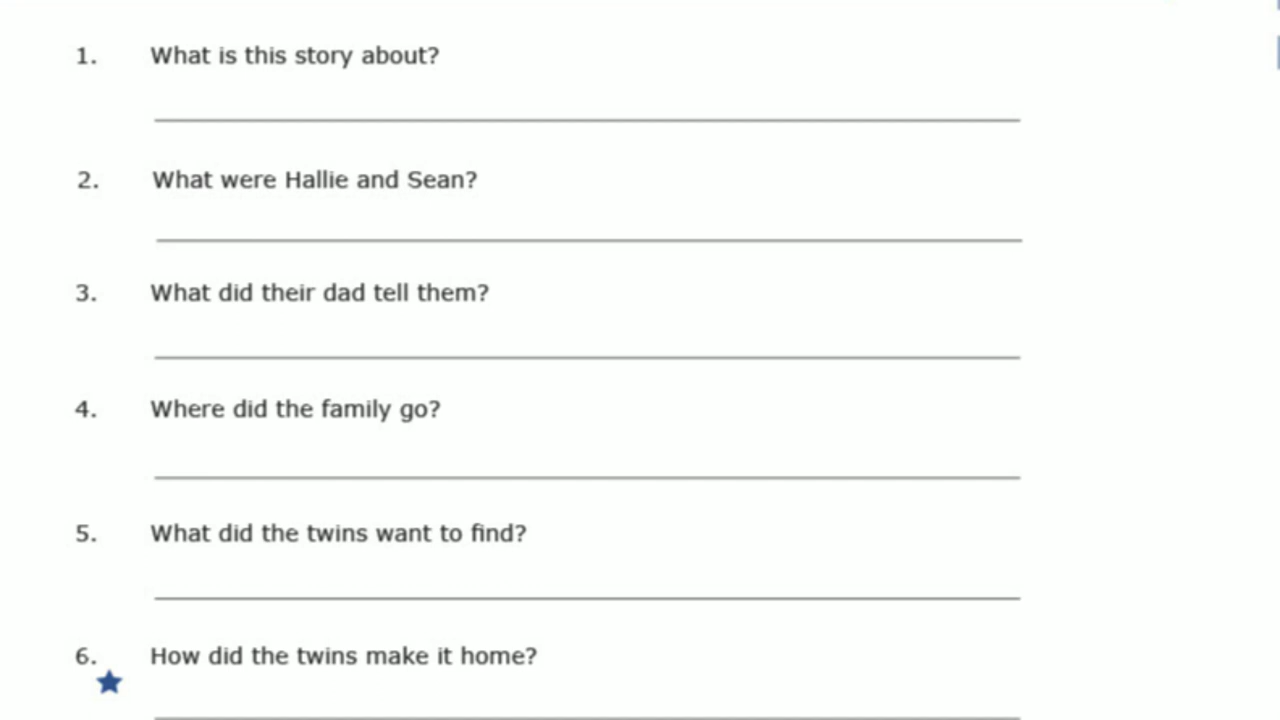 1. What is this story about?
2. What were Hallie and Sean?
3. What did their dad tell them?
4. Where did the family go?
5. What did the twins want to find?
6. How did the twins make it home?